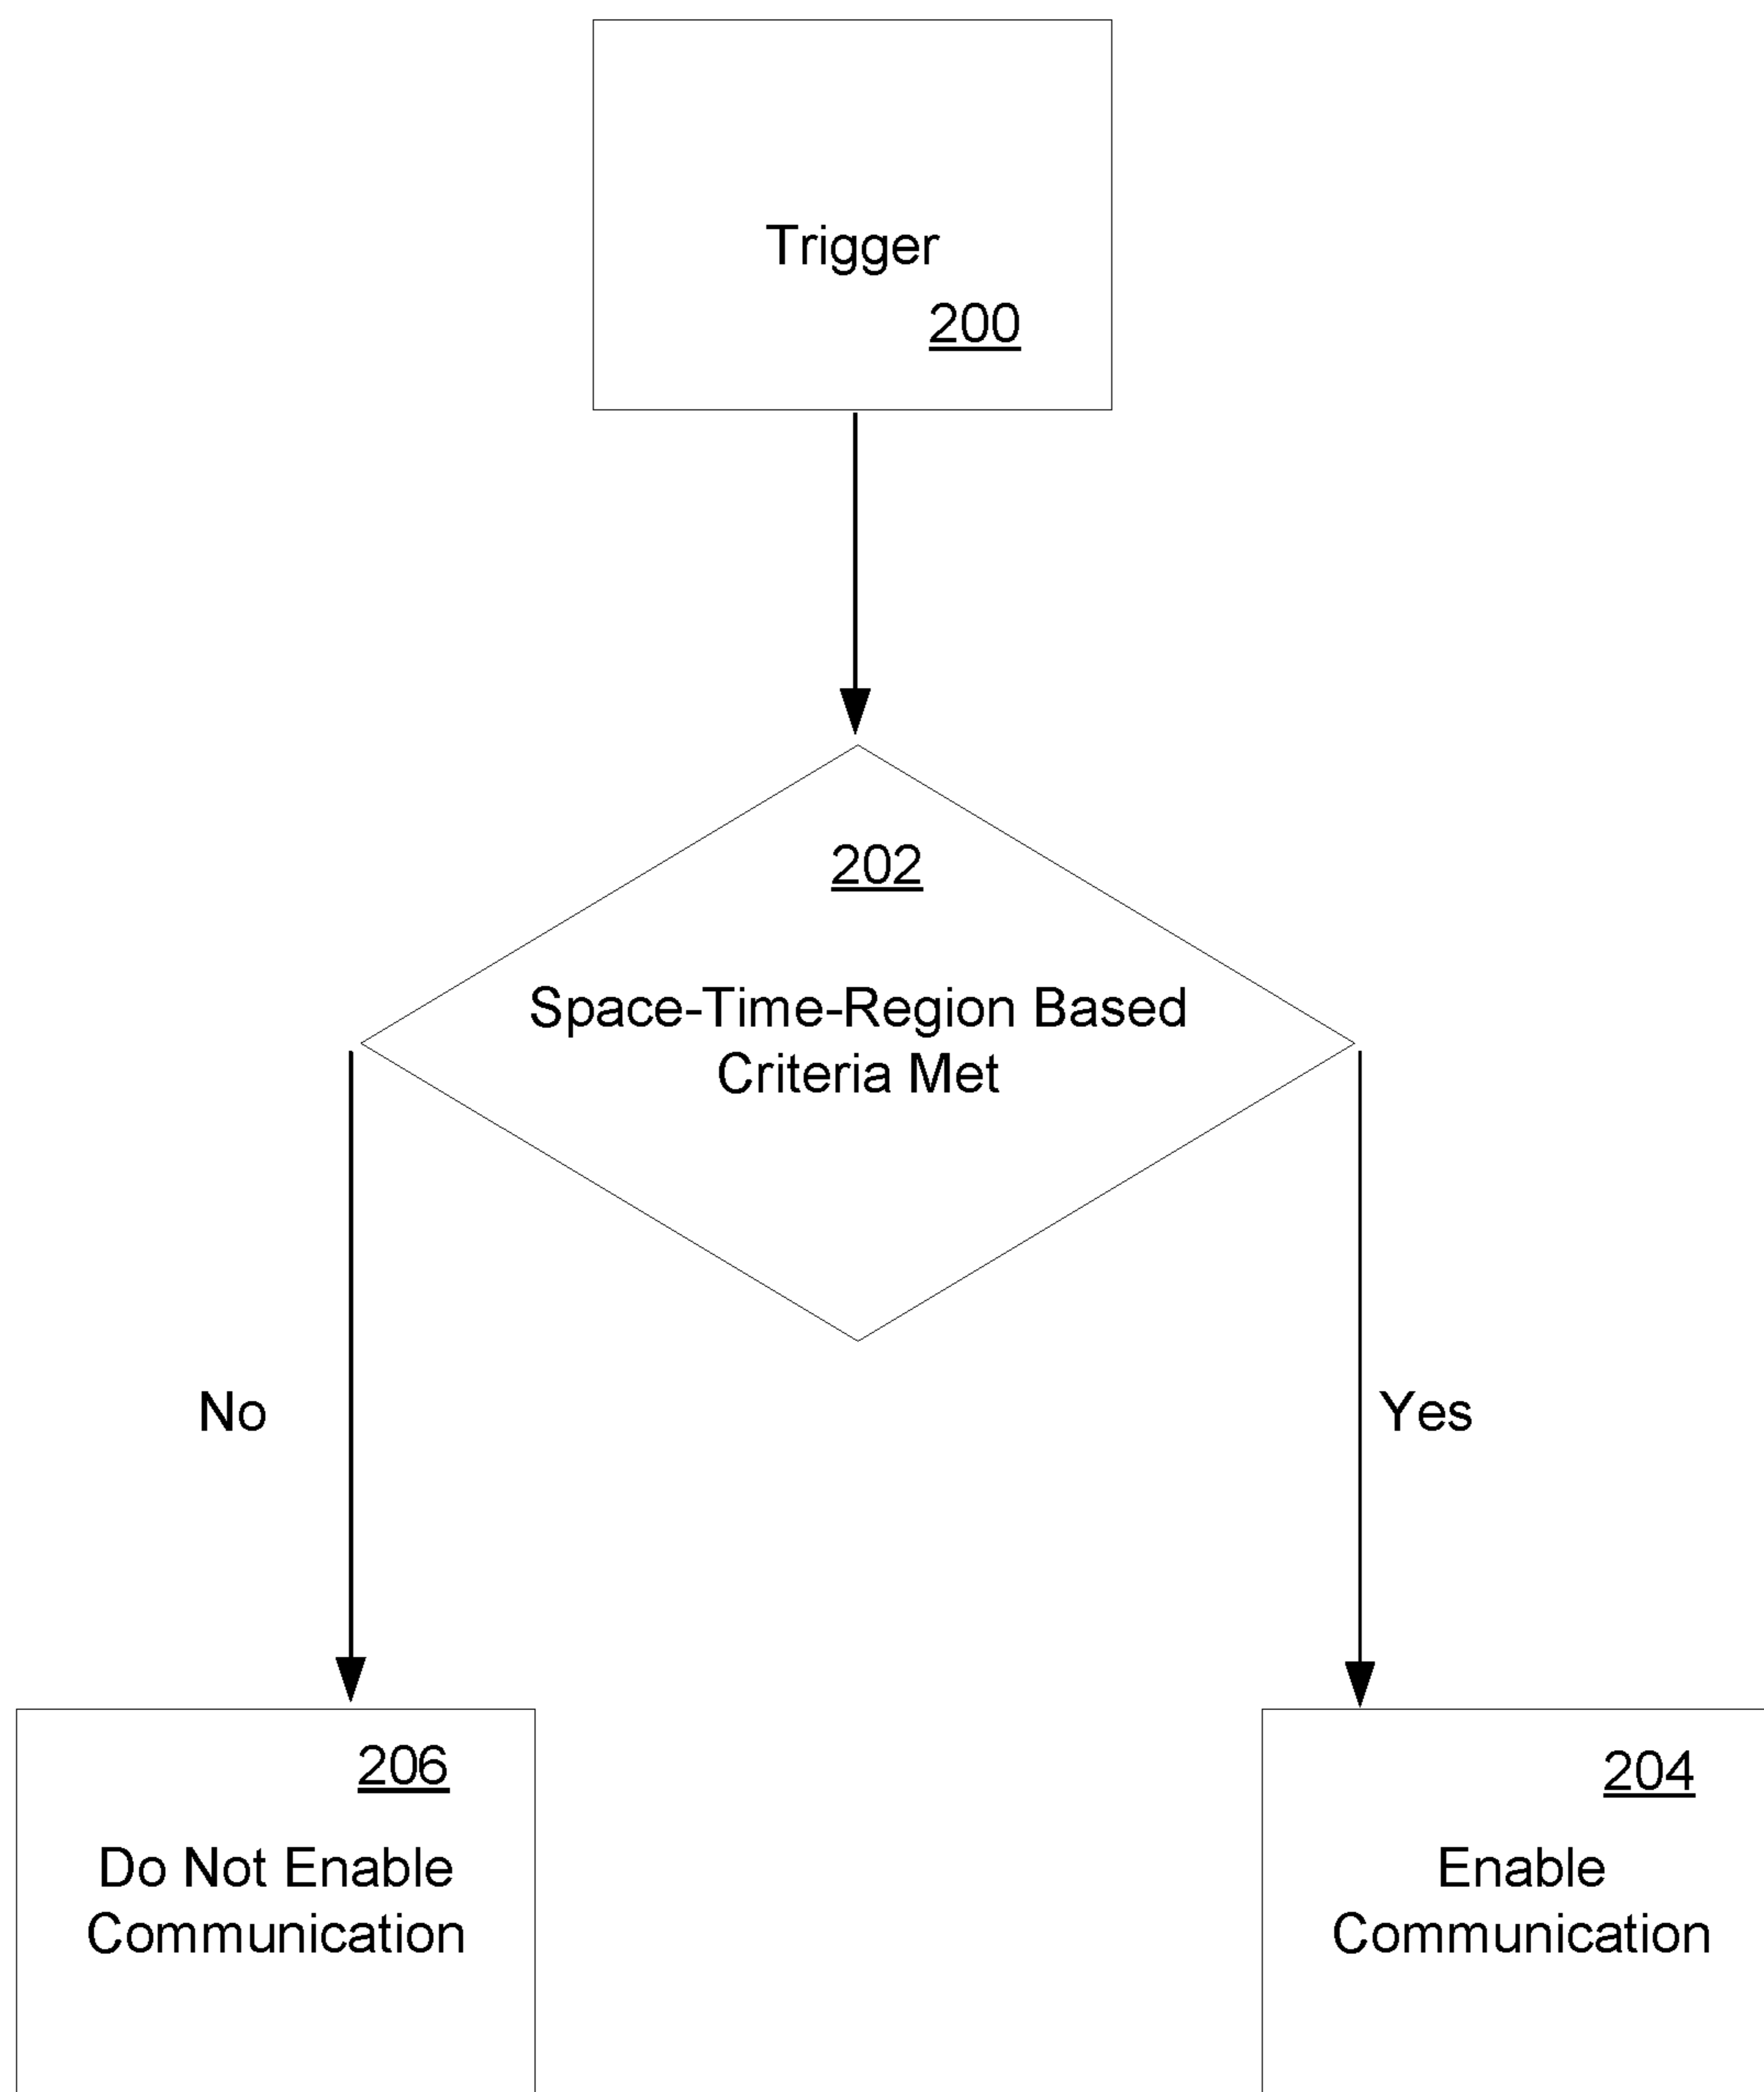 Trigger
200
202
Space-Time-Region Based
Criteria Met
No
Yes
206
Do Not Enable
Communication
204
Enable
Communication